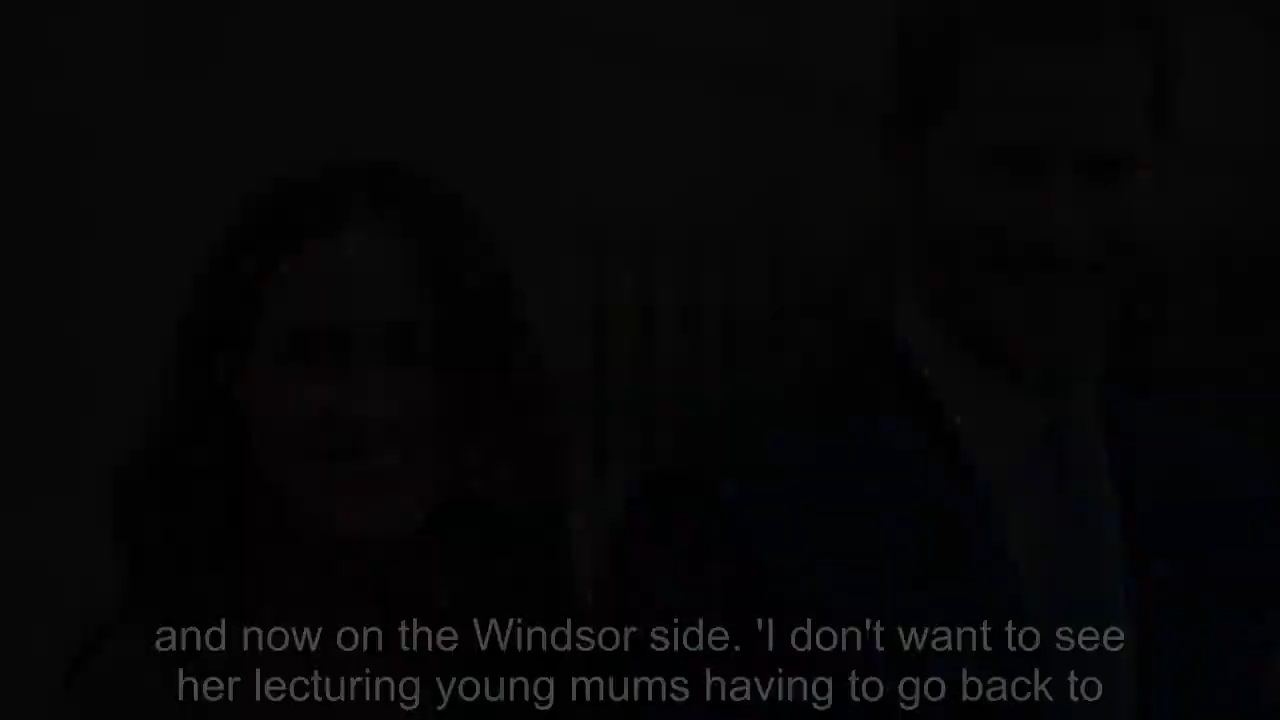 and now on the Windsor side. 'I don't want to see
her lecturing young mums having to go back to